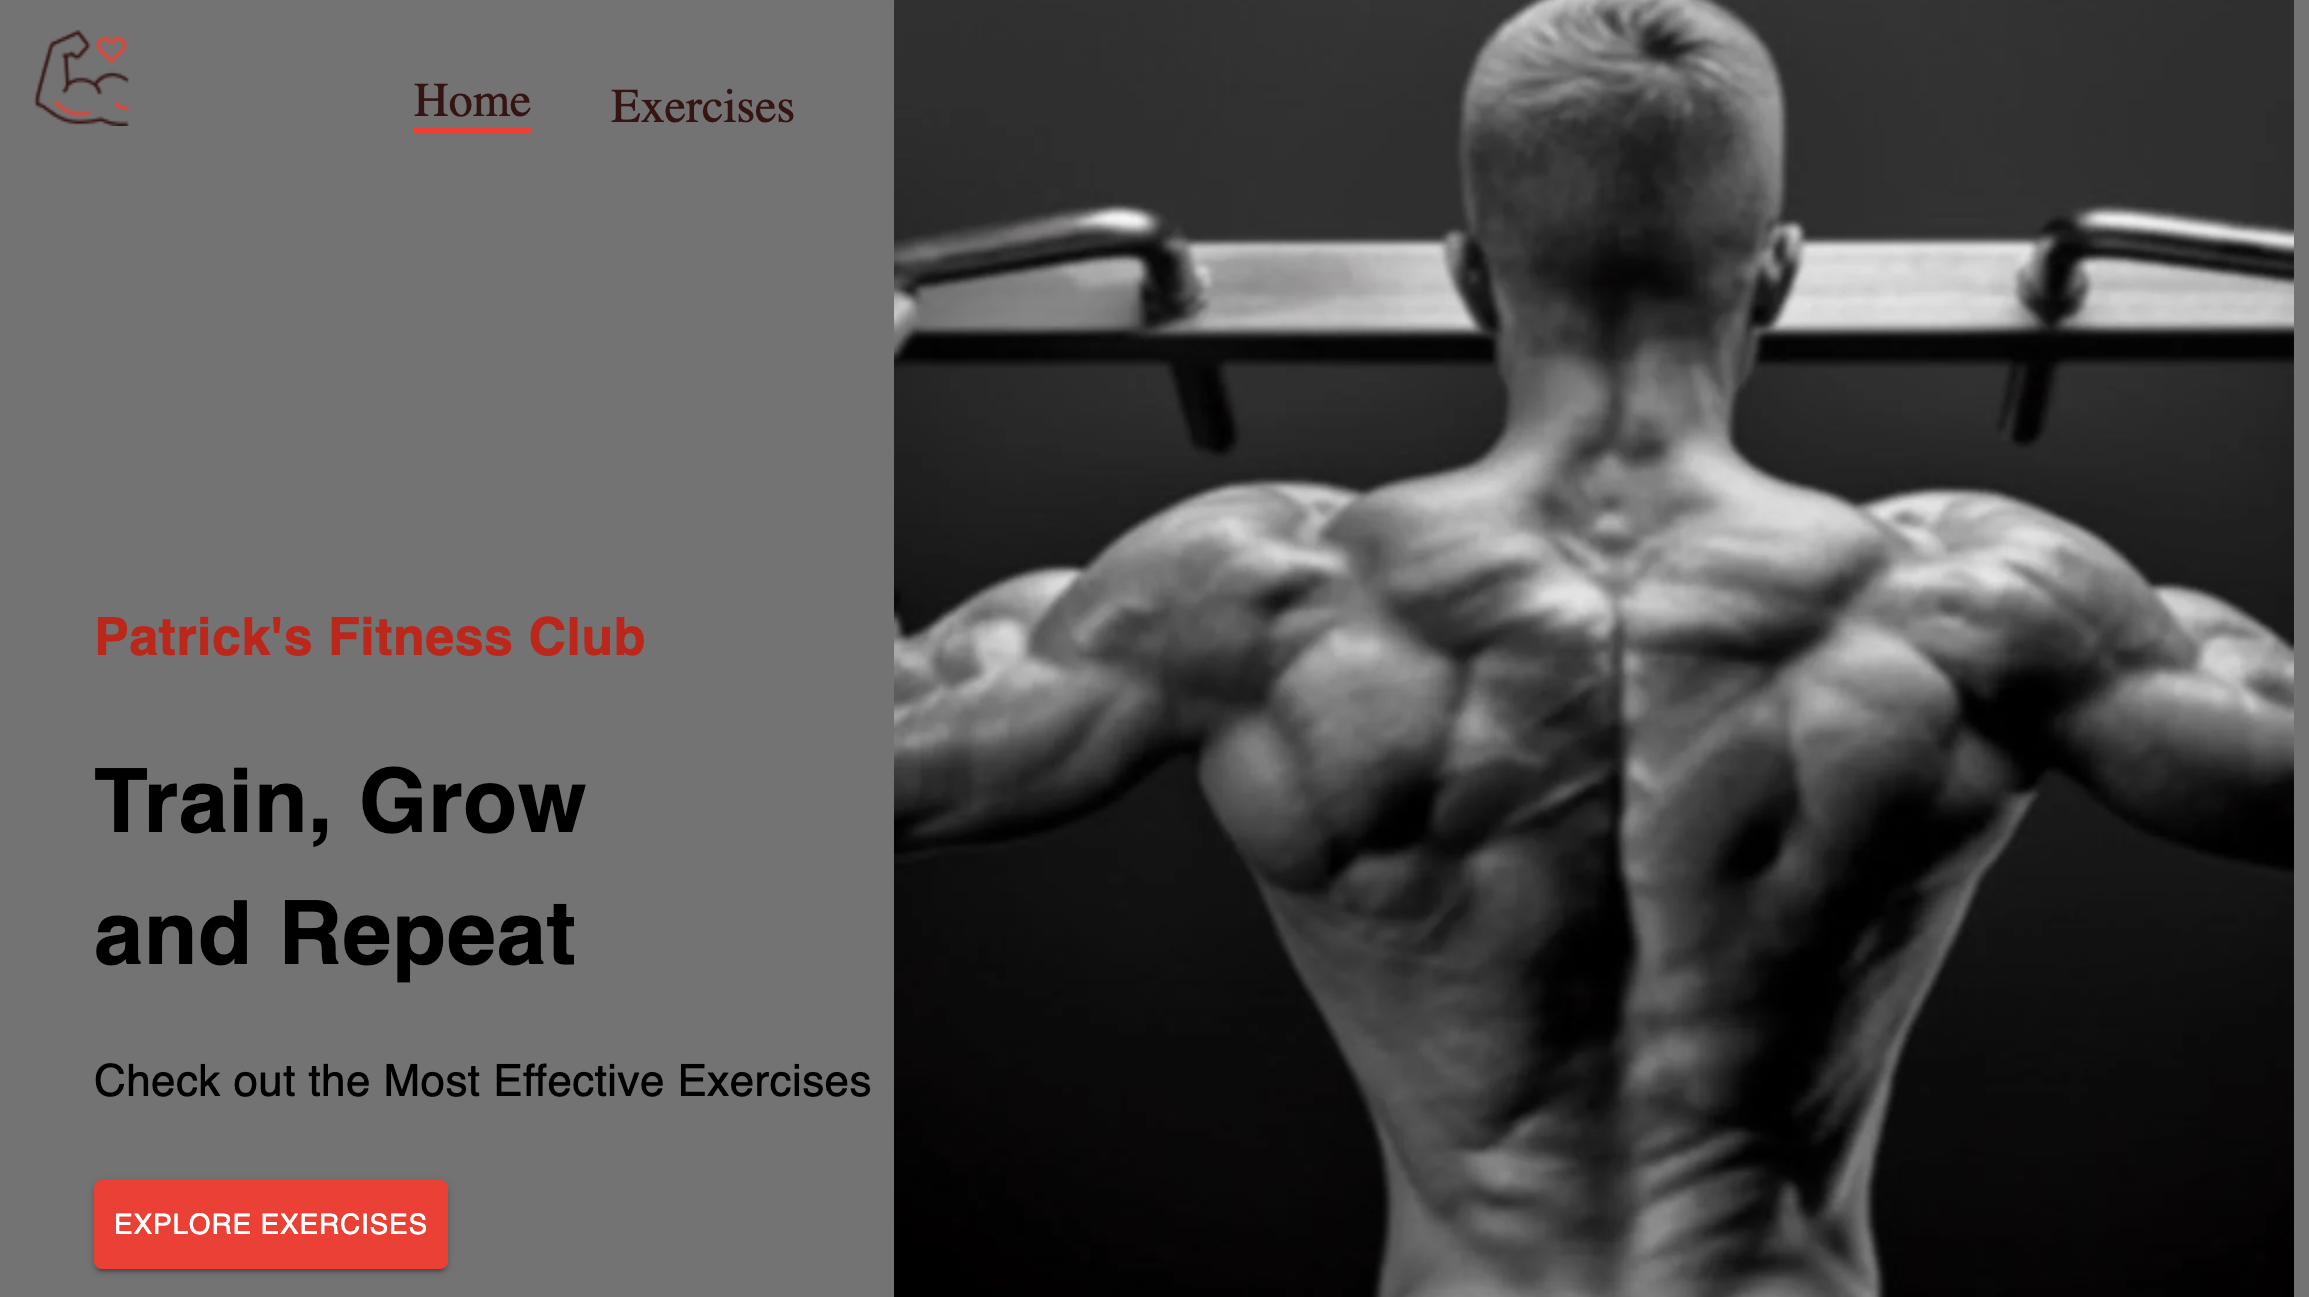 Home
Exercises
Patrick's Fitness Club
Train, Grow
and Repeat
Check out the Most Effective Exercises
EXPLORE EXERCISES